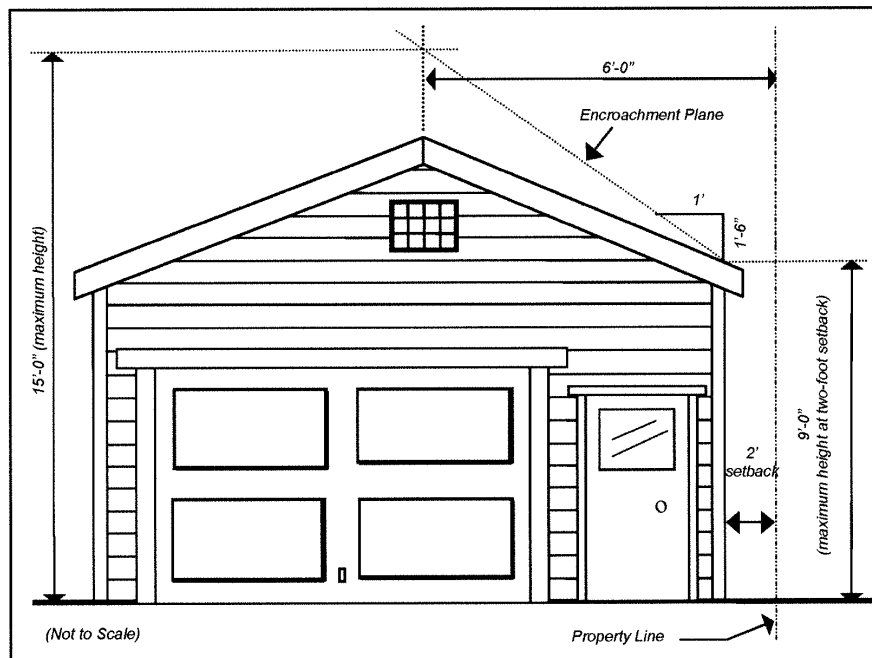 6'-0"
Encroachment Plane
1'
1'-6"
15'-0" (maximum height)
9'-0"
(maximum height at two-foot setback)
2'
setback
(Not to Scale)
Property Line